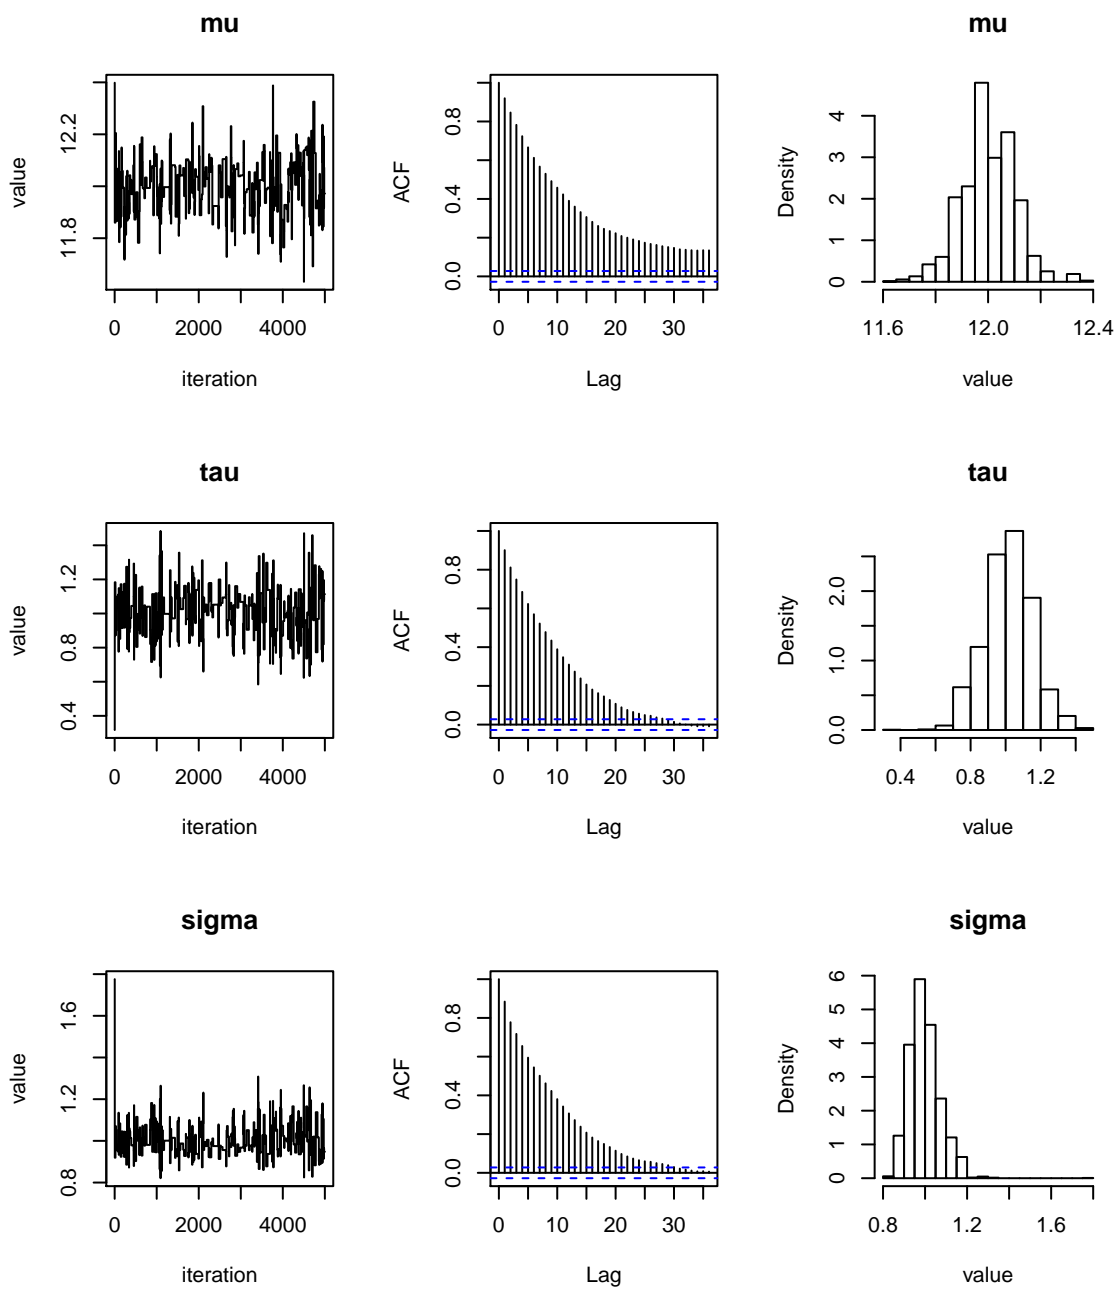 mu
mu
value
11.8
12.2
0 2000 4000
iteration
ACF
0.0
0.4
0.8
0 10 20 30
Lag
Density
0
1
2
3
4
11.6 12.0 12.4
value
tau
tau
value
0.4
0.8
1.2
0 2000 4000
iteration
ACF
0.0
0.4
0.8
0 10 20 30
Lag
Density
0.0
1.0
2.0
0.4 0.8 1.2
value
sigma
sigma
value
0.8
1.2
1.6
0 2000 4000
iteration
ACF
0.0
0.4
0.8
0 10 20 30
Lag
Density
0
1
2
3
4
5
6
0.8 1.2 1.6
value